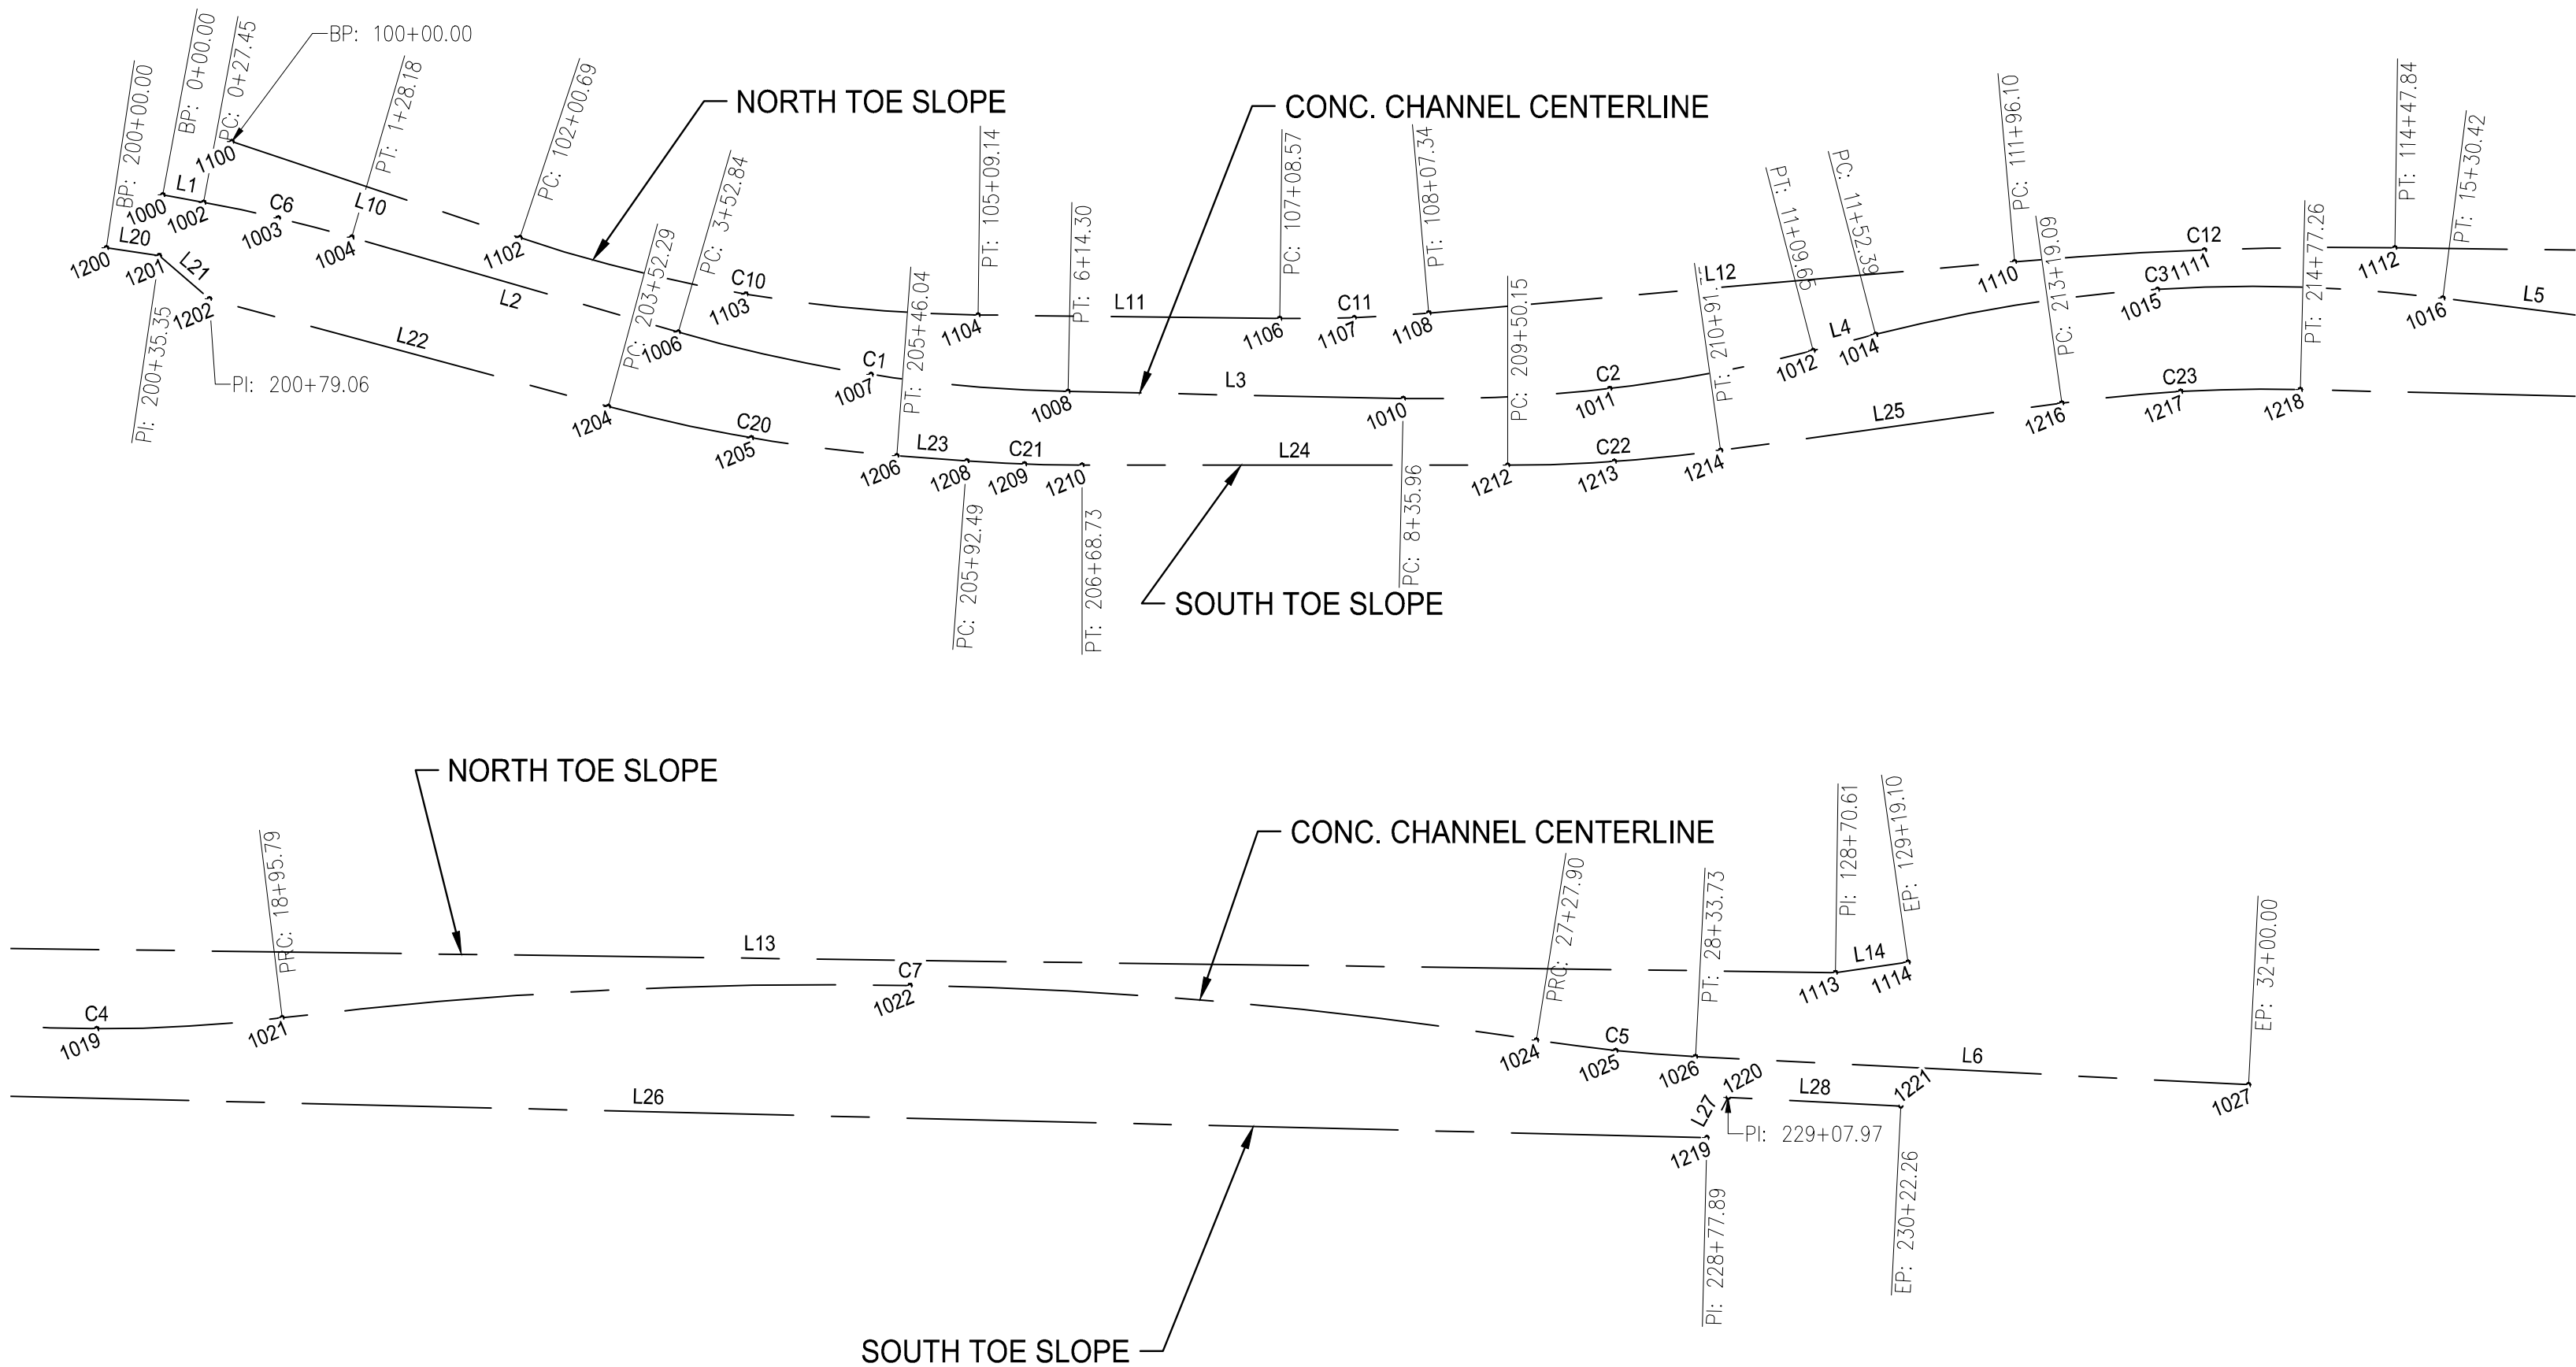 BP: 200+00.00
BP: 0+00.00
PC: 0+27.45
BP: 100+00.00
PT: 1+28.18
PC: 102+00.69
NORTH TOE SLOPE
PC: 3+52.84
PC: 203+52.29
PT: 205+46.04
PT: 105+09.14
PT: 6+14.30
CONC. CHANNEL CENTERLINE
PC: 107+08.57
PT: 108+07.34
PC: 209+50.15
PT: 210+91.
PT: 11+09.65
PC: 11+52.39
PC: 111+96.10
PC: 213+19.09
PT: 214+77.26
PT: 114+47.84
PT: 15+30.42
1100
L1
1000
1002
C6
1003
L10
1004
L20
1200
1201
L21
1202
PI: 200+35.35
PI: 200+79.06
L22
L2
1102
C10
1103
1006
C1
1007
1204
C20
1205
1206
L23
1208
C21
1209
1210
1104
L11
1106
C11
1107
1108
L12
1008
L3
1010
C2
1011
1012
L4
1014
1110
C12
1111
C3
1015
1112
1016
L5
L24
1212
C22
1213
1214
L25
1216
C23
1217
1218
PC: 205+92.49
PT: 206+68.73
PC: 8+35.96
SOUTH TOE SLOPE
NORTH TOE SLOPE
CONC. CHANNEL CENTERLINE
PRC: 18+95.79
PRC: 27+27.90
PT: 28+33.73
PI: 128+70.61
EP: 129+19.10
EP: 32+00.00
L13
C7
1022
C4
1019
1021
L14
1113
1114
1024
C5
1025
1026
1220
L28
1221
L6
1027
L26
L27
1219
PI: 229+07.97
PI: 228+77.89
EP: 230+22.26
SOUTH TOE SLOPE